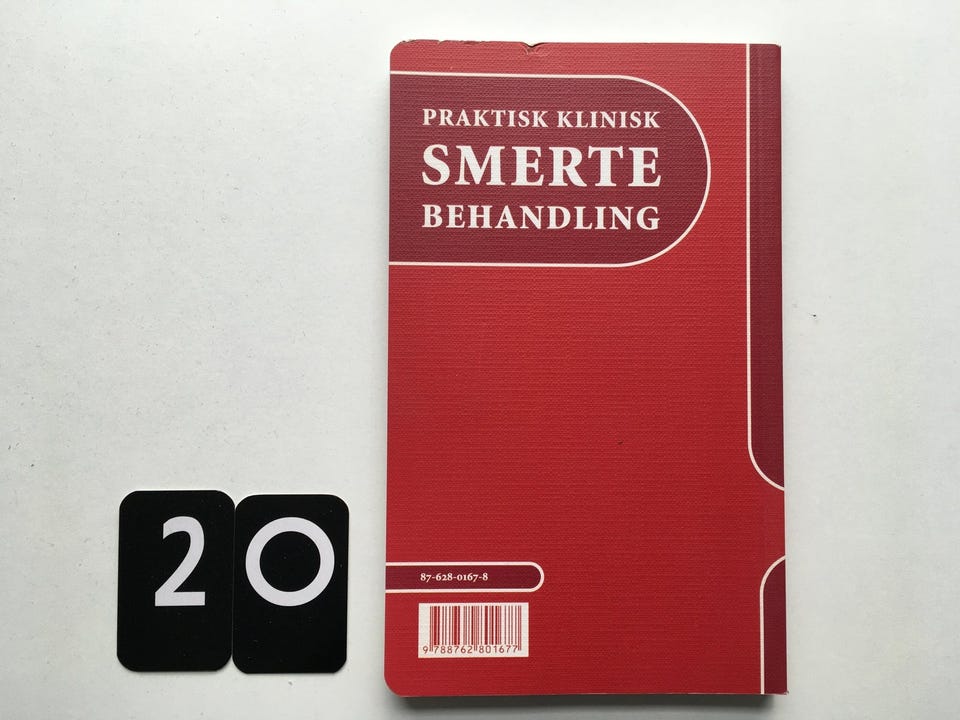 PRAKTISK KLINISK
SMERTE
BEHANDLING
20
87-628-0167-8
9 788762 801677